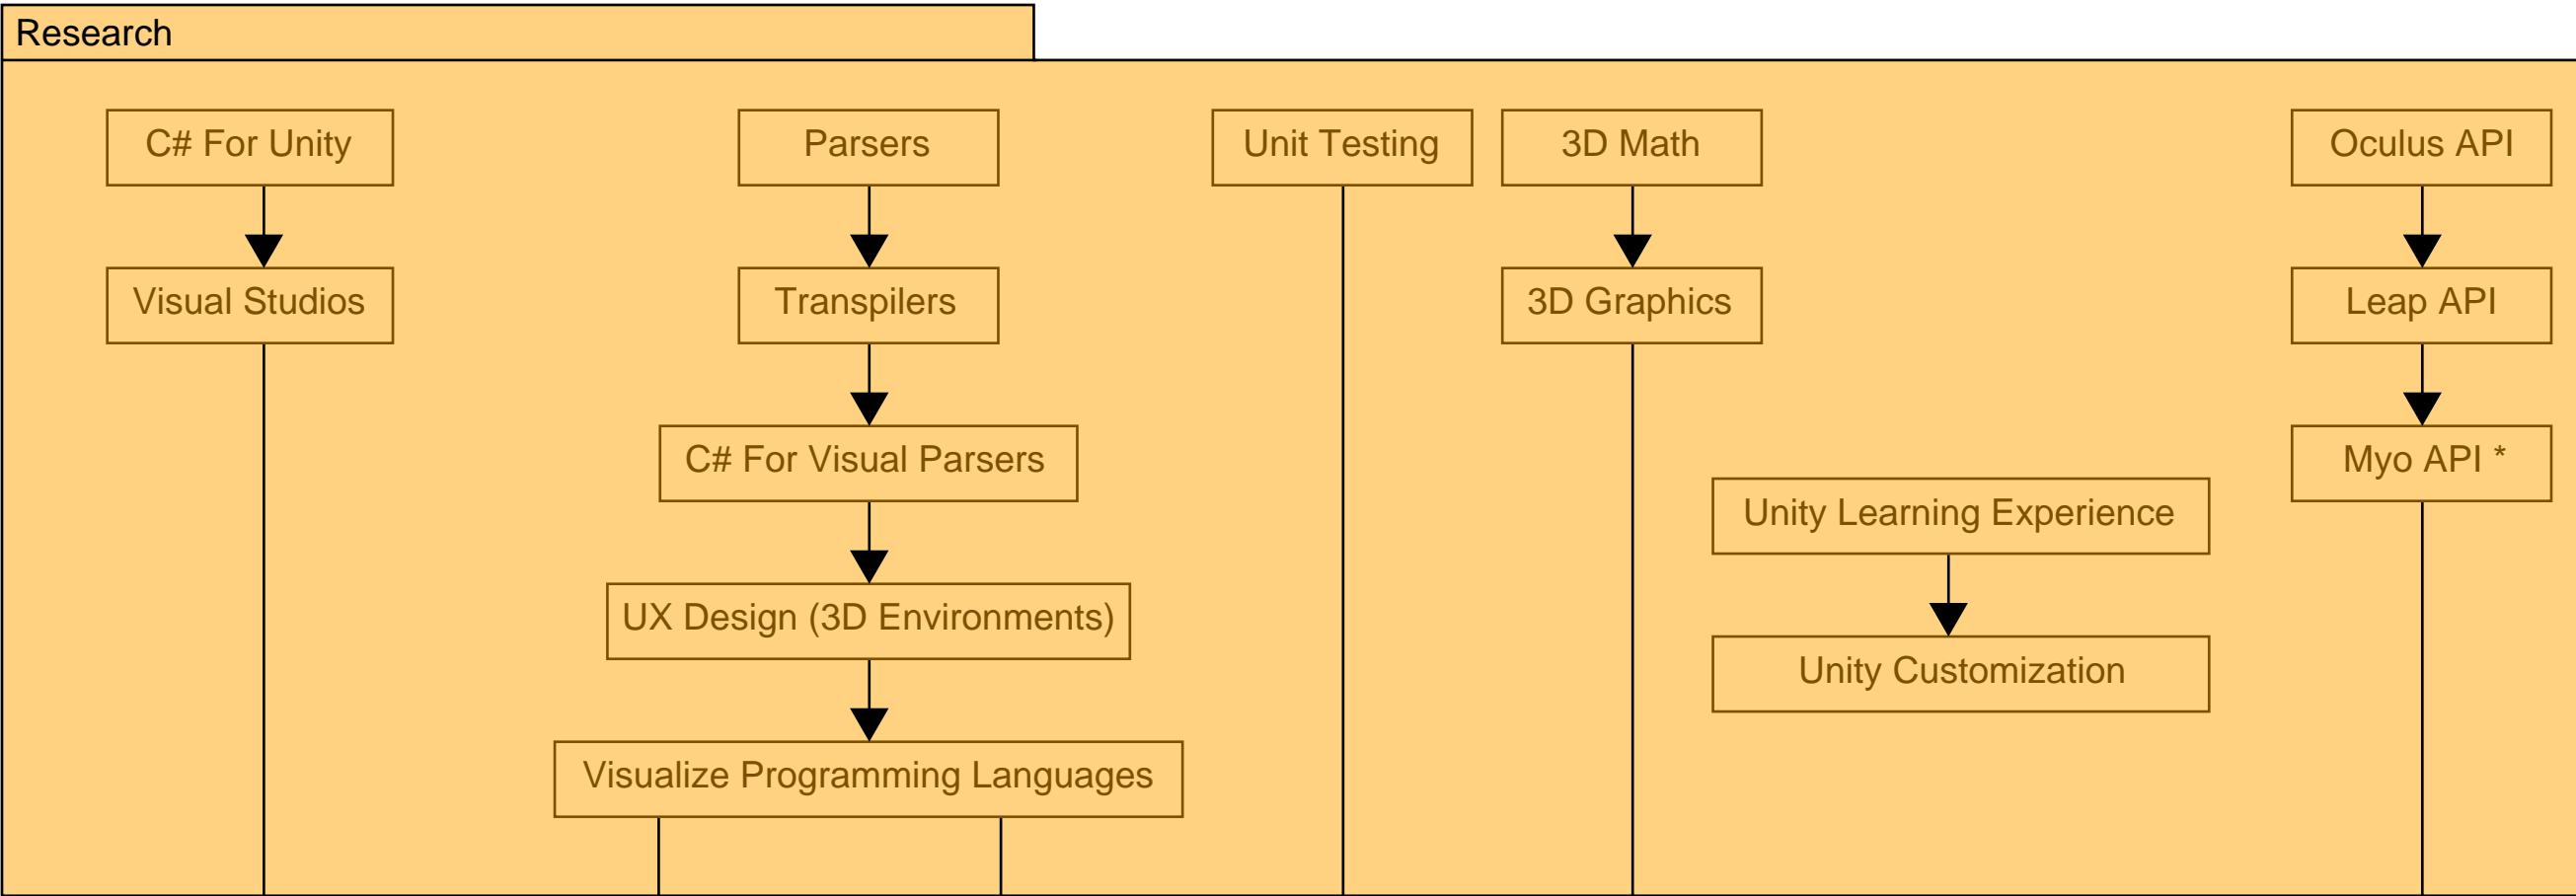 Research
C# For Unity
Parsers
Unit Testing
3D Math
Oculus API
Visual Studios
Transpilers
3D Graphics
Leap API
C# For Visual Parsers
Myo API *
Unity Learning Experience
UX Design (3D Environments)
Unity Customization
Visualize Programming Languages